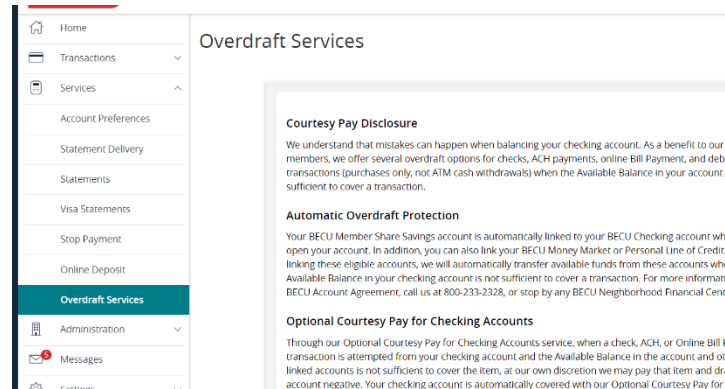 Home
Overdraft Services
Transactions
Services
Account Preferences
Statement Delivery
Statements
Visa Statements
Stop Payment
Online Deposit
Overdraft Services
Administration
5
Messages
Settings
Courtesy Pay Disclosure
We understand that mistakes can happen when balancing your checking account. As a benefit to our
members, we offer several overdraft options for checks, ACH payments, online Bill Payment, and deb
transactions (purchases only, not ATM cash withdrawals) when the Available Balance in your account
sufficient to cover a transaction.
Automatic Overdraft Protection
Your BECU Member Share Savings account is automatically linked to your BECU Checking account wh
open your account. In addition, you can also link your BECU Money Market or Personal Line of Credit.
linking these eligible accounts, we will automatically transfer available funds from these accounts whe
Available Balance in your checking account is not sufficient to cover a transaction. For more informati
BECU Account Agreement, call us at 800-233-2328, or stop by any BECU Neighborhood Financial Cent
Optional Courtesy Pay for Checking Accounts
Through our Optional Courtesy Pay for Checking Accounts service, when a check, ACH, or Online Bill P
transaction is attempted from your checking account and the Available Balance in the account and ot
linked accounts is not sufficient to cover the item, at our own discretion we may pay that item and dra
account negative. Your checking account is automatically covered with our Optional Courtesy Pay Ov